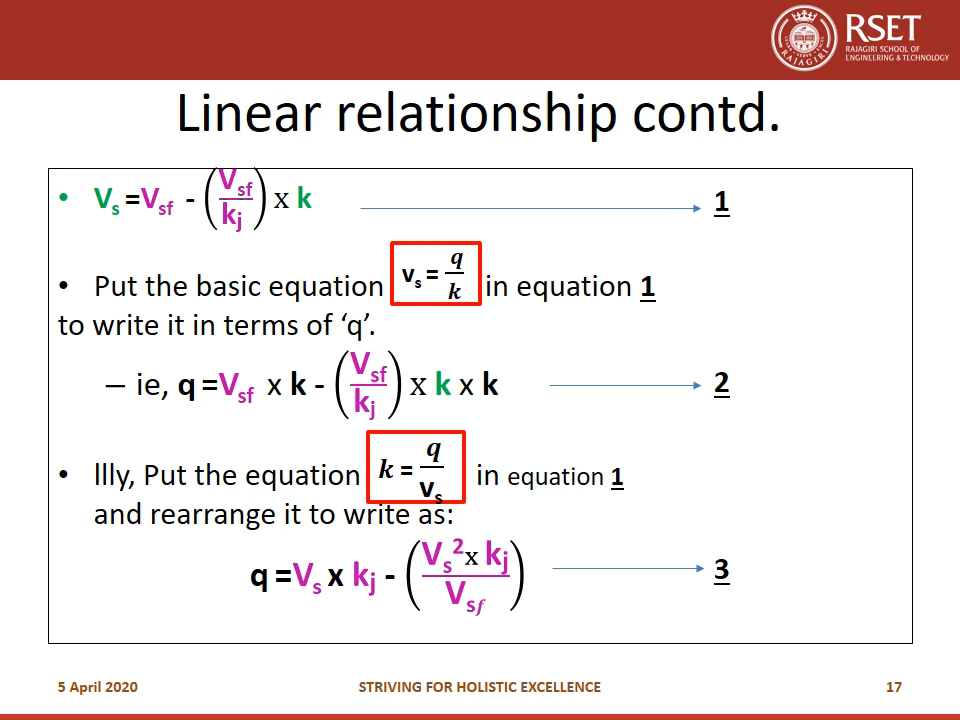 RSET
RAJAGIRI SCHOOL OF
ENGINEERING & TECHNOLOGY
RAJAGIRI
Linear relationship contd.
• Vs =Vsf - (Vsf/kj) x k 1
• Put the basic equation vs = q/k in equation 1
to write it in terms of ‘q’.
– ie, q =Vsf x k - (Vsf/kj) x k x k 2
• lllly, Put the equation k = q/vs in equation 1
and rearrange it to write as:
q =Vs x kj - (Vs²x kj/Vsf) 3
5 April 2020 STRIVING FOR HOLISTIC EXCELLENCE 17